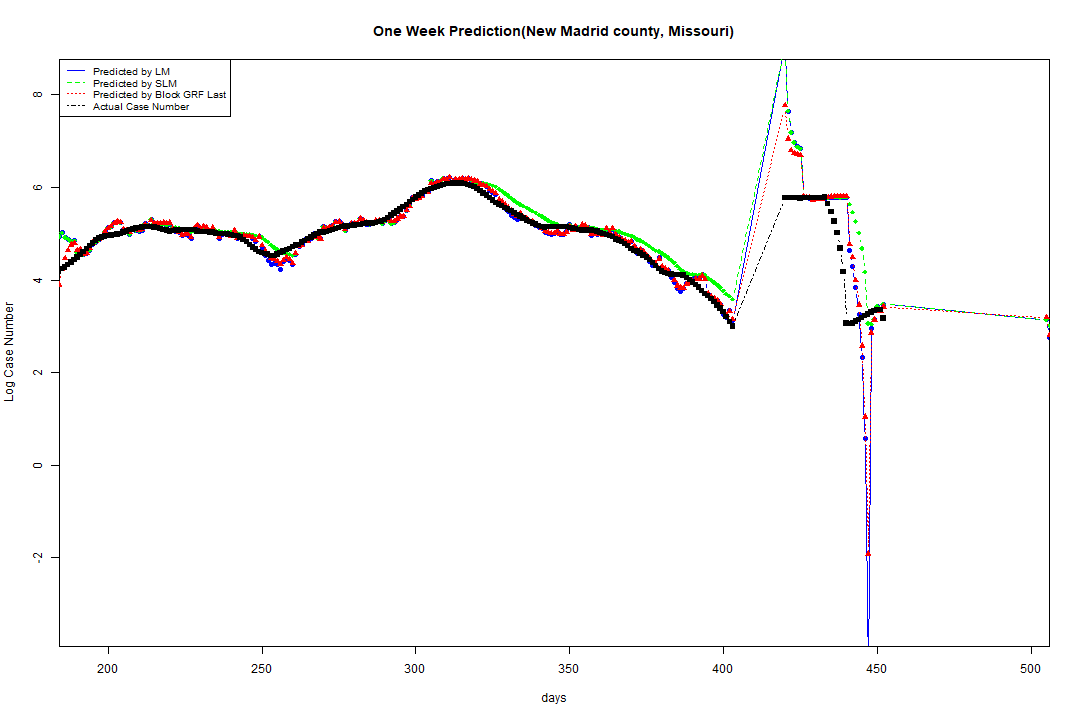 One Week Prediction(New Madrid county, Missouri)
Predicted by LM
Predicted by SLM
Predicted by Block GRF Last
Actual Case Number
Log Case Number
8
6
4
2
0
-2
200 250 300 350 400 450 500
days